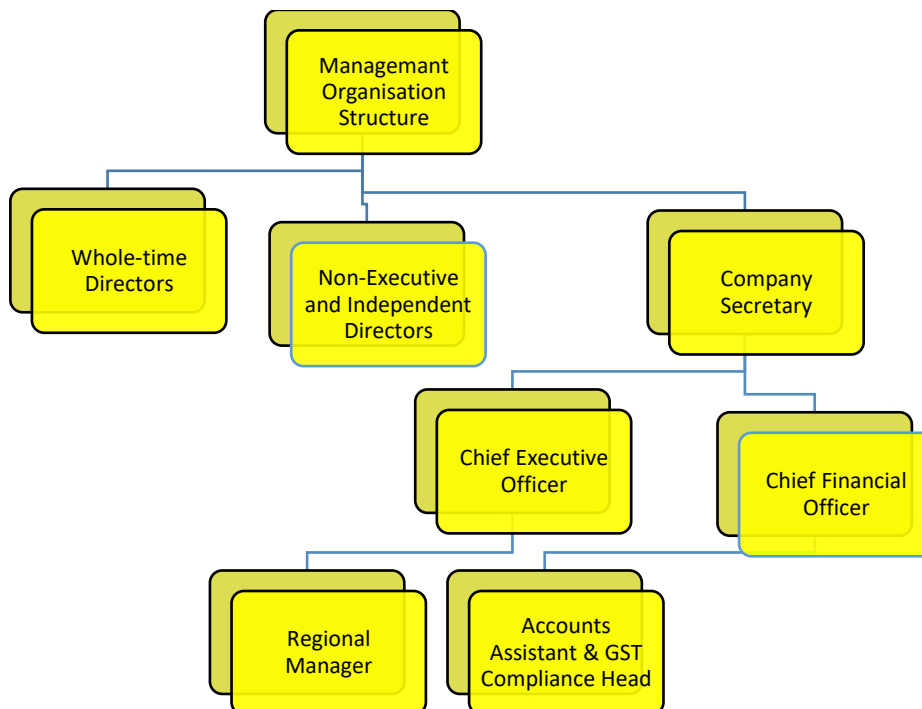 Managemant
Organisation
Structure
Whole-time
Directors
Non-Executive
and Independent
Directors
Company
Secretary
Chief Executive
Officer
Chief Financial
Officer
Regional
Manager
Accounts
Assistant & GST
Compliance Head